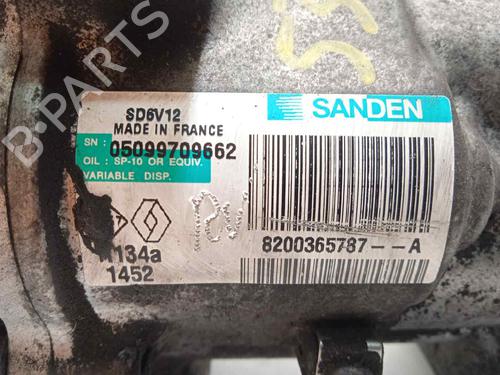 SD6V12
MADE IN FRANCE
SANDEN
SN :
05099709662
OIL : SP-10 OR EQUIV.
VARIABLE DISP.
8200365787--A
R134a
1452
B-PARTS